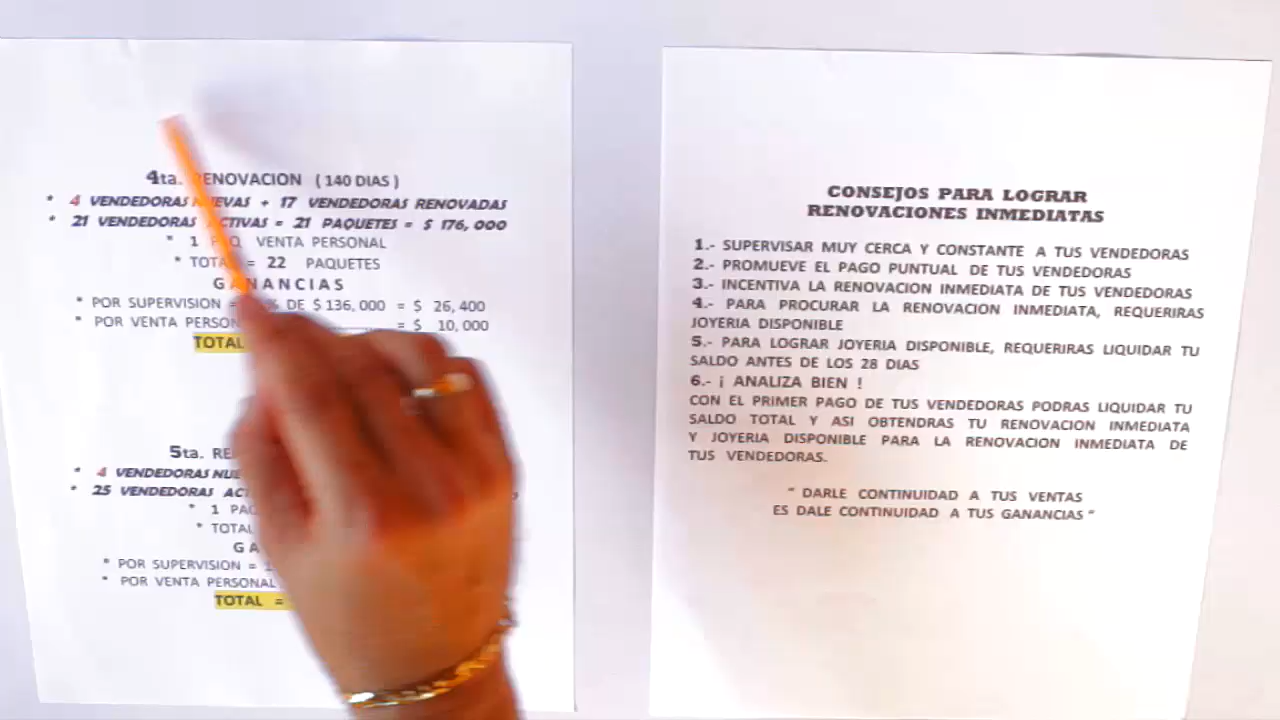 4ta. RENOVACION ( 140 DIAS )
* 4 VENDEDORAS NUEVAS + 17 VENDEDORAS RENOVADAS
* 21 VENDEDORAS ACTIVAS = 21 PAQUETES = $ 176, 000
* 1 PAQ VENTA PERSONAL
* TOTAL = 22 PAQUETES
GANANCIAS
* POR SUPERVISION = % DE $ 136, 000 = $ 26, 400
* POR VENTA PERSON = $ 10, 000
TOTAL
5ta.
* 4 VENDEDORAS
* 25 VENDEDORAS
* 1
* TOTAL
* POR SUPERVISION =
* POR VENTA PERSONAL
TOTAL =
CONSEJOS PARA LOGRAR
RENOVACIONES INMEDIATAS
1.- SUPERVISAR MUY CERCA Y CONSTANTE A TUS VENDEDORAS
2.- PROMUEVE EL PAGO PUNTUAL DE TUS VENDEDORAS
3.- INCENTIVA LA RENOVACION INMEDIATA DE TUS VENDEDORAS
4.- PARA PROCURAR LA RENOVACION INMEDIATA, REQUERIRAS
JOYERIA DISPONIBLE
5.- PARA LOGRAR JOYERIA DISPONIBLE, REQUERIRAS LIQUIDAR TU
SALDO ANTES DE LOS 28 DIAS
6.- ¡ ANALIZA BIEN !
CON EL PRIMER PAGO DE TUS VENDEDORAS PODRAS LIQUIDAR TU
SALDO TOTAL Y ASI OBTENDRAS TU RENOVACION INMEDIATA
Y JOYERIA DISPONIBLE PARA LA RENOVACION INMEDIATA DE
TUS VENDEDORAS.
" DARLE CONTINUIDAD A TUS VENTAS
ES DALE CONTINUIDAD A TUS GANANCIAS "